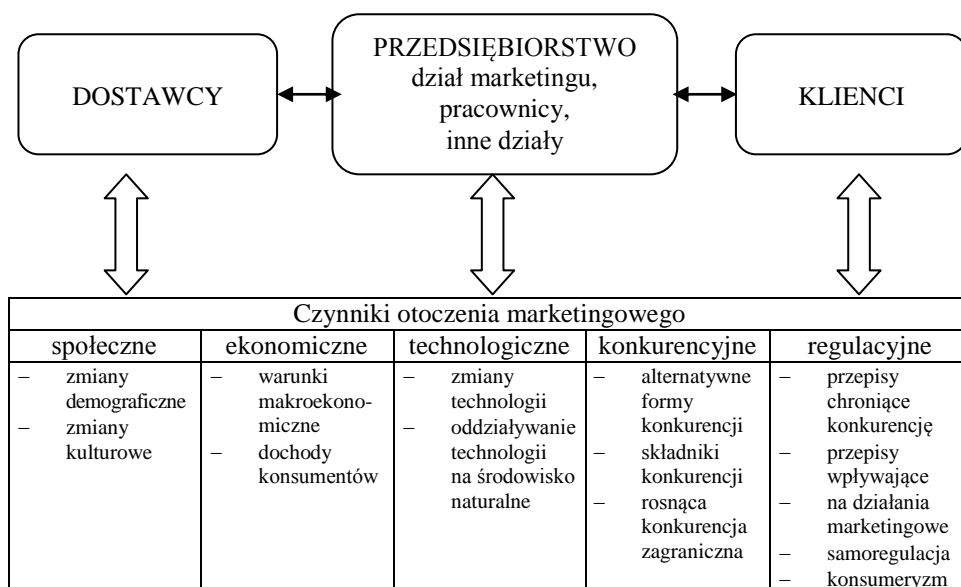 DOSTAWCY
PRZEDSIĘBIORSTWO
dział marketingu,
pracownicy,
inne działy
KLIENCI
Czynniki otoczenia marketingowego
społeczne
– zmiany
demograficzne
– zmiany
kulturowe
ekonomiczne
– warunki
makroekono-
miczne
– dochody
konsumentów
technologiczne
– zmiany
technologii
– oddziaływanie
technologii
na środowisko
naturalne
konkurencyjne
– alternatywne
formy
konkurencji
– składniki
konkurencji
– rosnąca
konkurencja
zagraniczna
regulacyjne
– przepisy
chroniące
konkurencję
– przepisy
wpływające
– na działania
marketingowe
– samoregulacja
– konsumeryzm